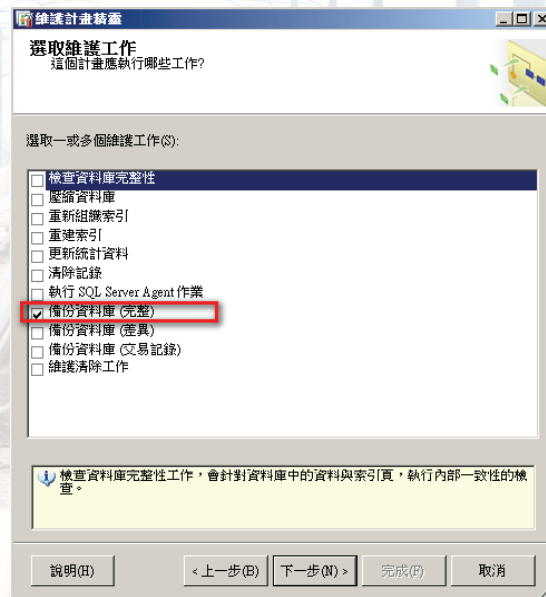 維護計畫精靈
選取維護工作
這個計畫應執行哪些工作?
選取一或多個維護工作(S):
檢查資料庫完整性
壓縮資料庫
重新組織索引
重建索引
更新統計資料
清除記錄
執行 SQL Server Agent 作業
備份資料庫 (完整)
備份資料庫 (差異)
備份資料庫 (交易記錄)
維護清除工作
檢查資料庫完整性工作，會針對資料庫中的資料與索引頁，執行內部一致性的檢
查。
說明(H) <上一步(B) 下一步(N)> 完成(F) 取消